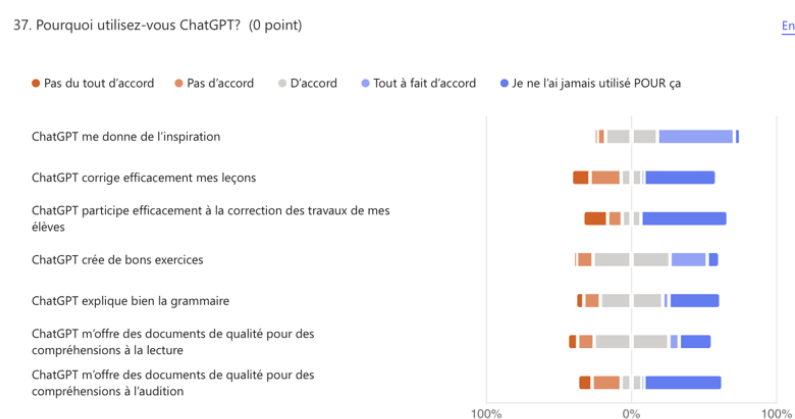 37. Pourquoi utilisez-vous ChatGPT? (0 point)
En
Pas du tout d’accord
Pas d’accord
D’accord
Tout à fait d’accord
Je ne l’ai jamais utilisé POUR ça
ChatGPT me donne de l’inspiration
ChatGPT corrige efficacement mes leçons
ChatGPT participe efficacement à la correction des travaux de mes
élèves
ChatGPT crée de bons exercices
ChatGPT explique bien la grammaire
ChatGPT m’offre des documents de qualité pour des
compréhensions à la lecture
ChatGPT m’offre des documents de qualité pour des
compréhensions à l’audition
100%
0%
100%